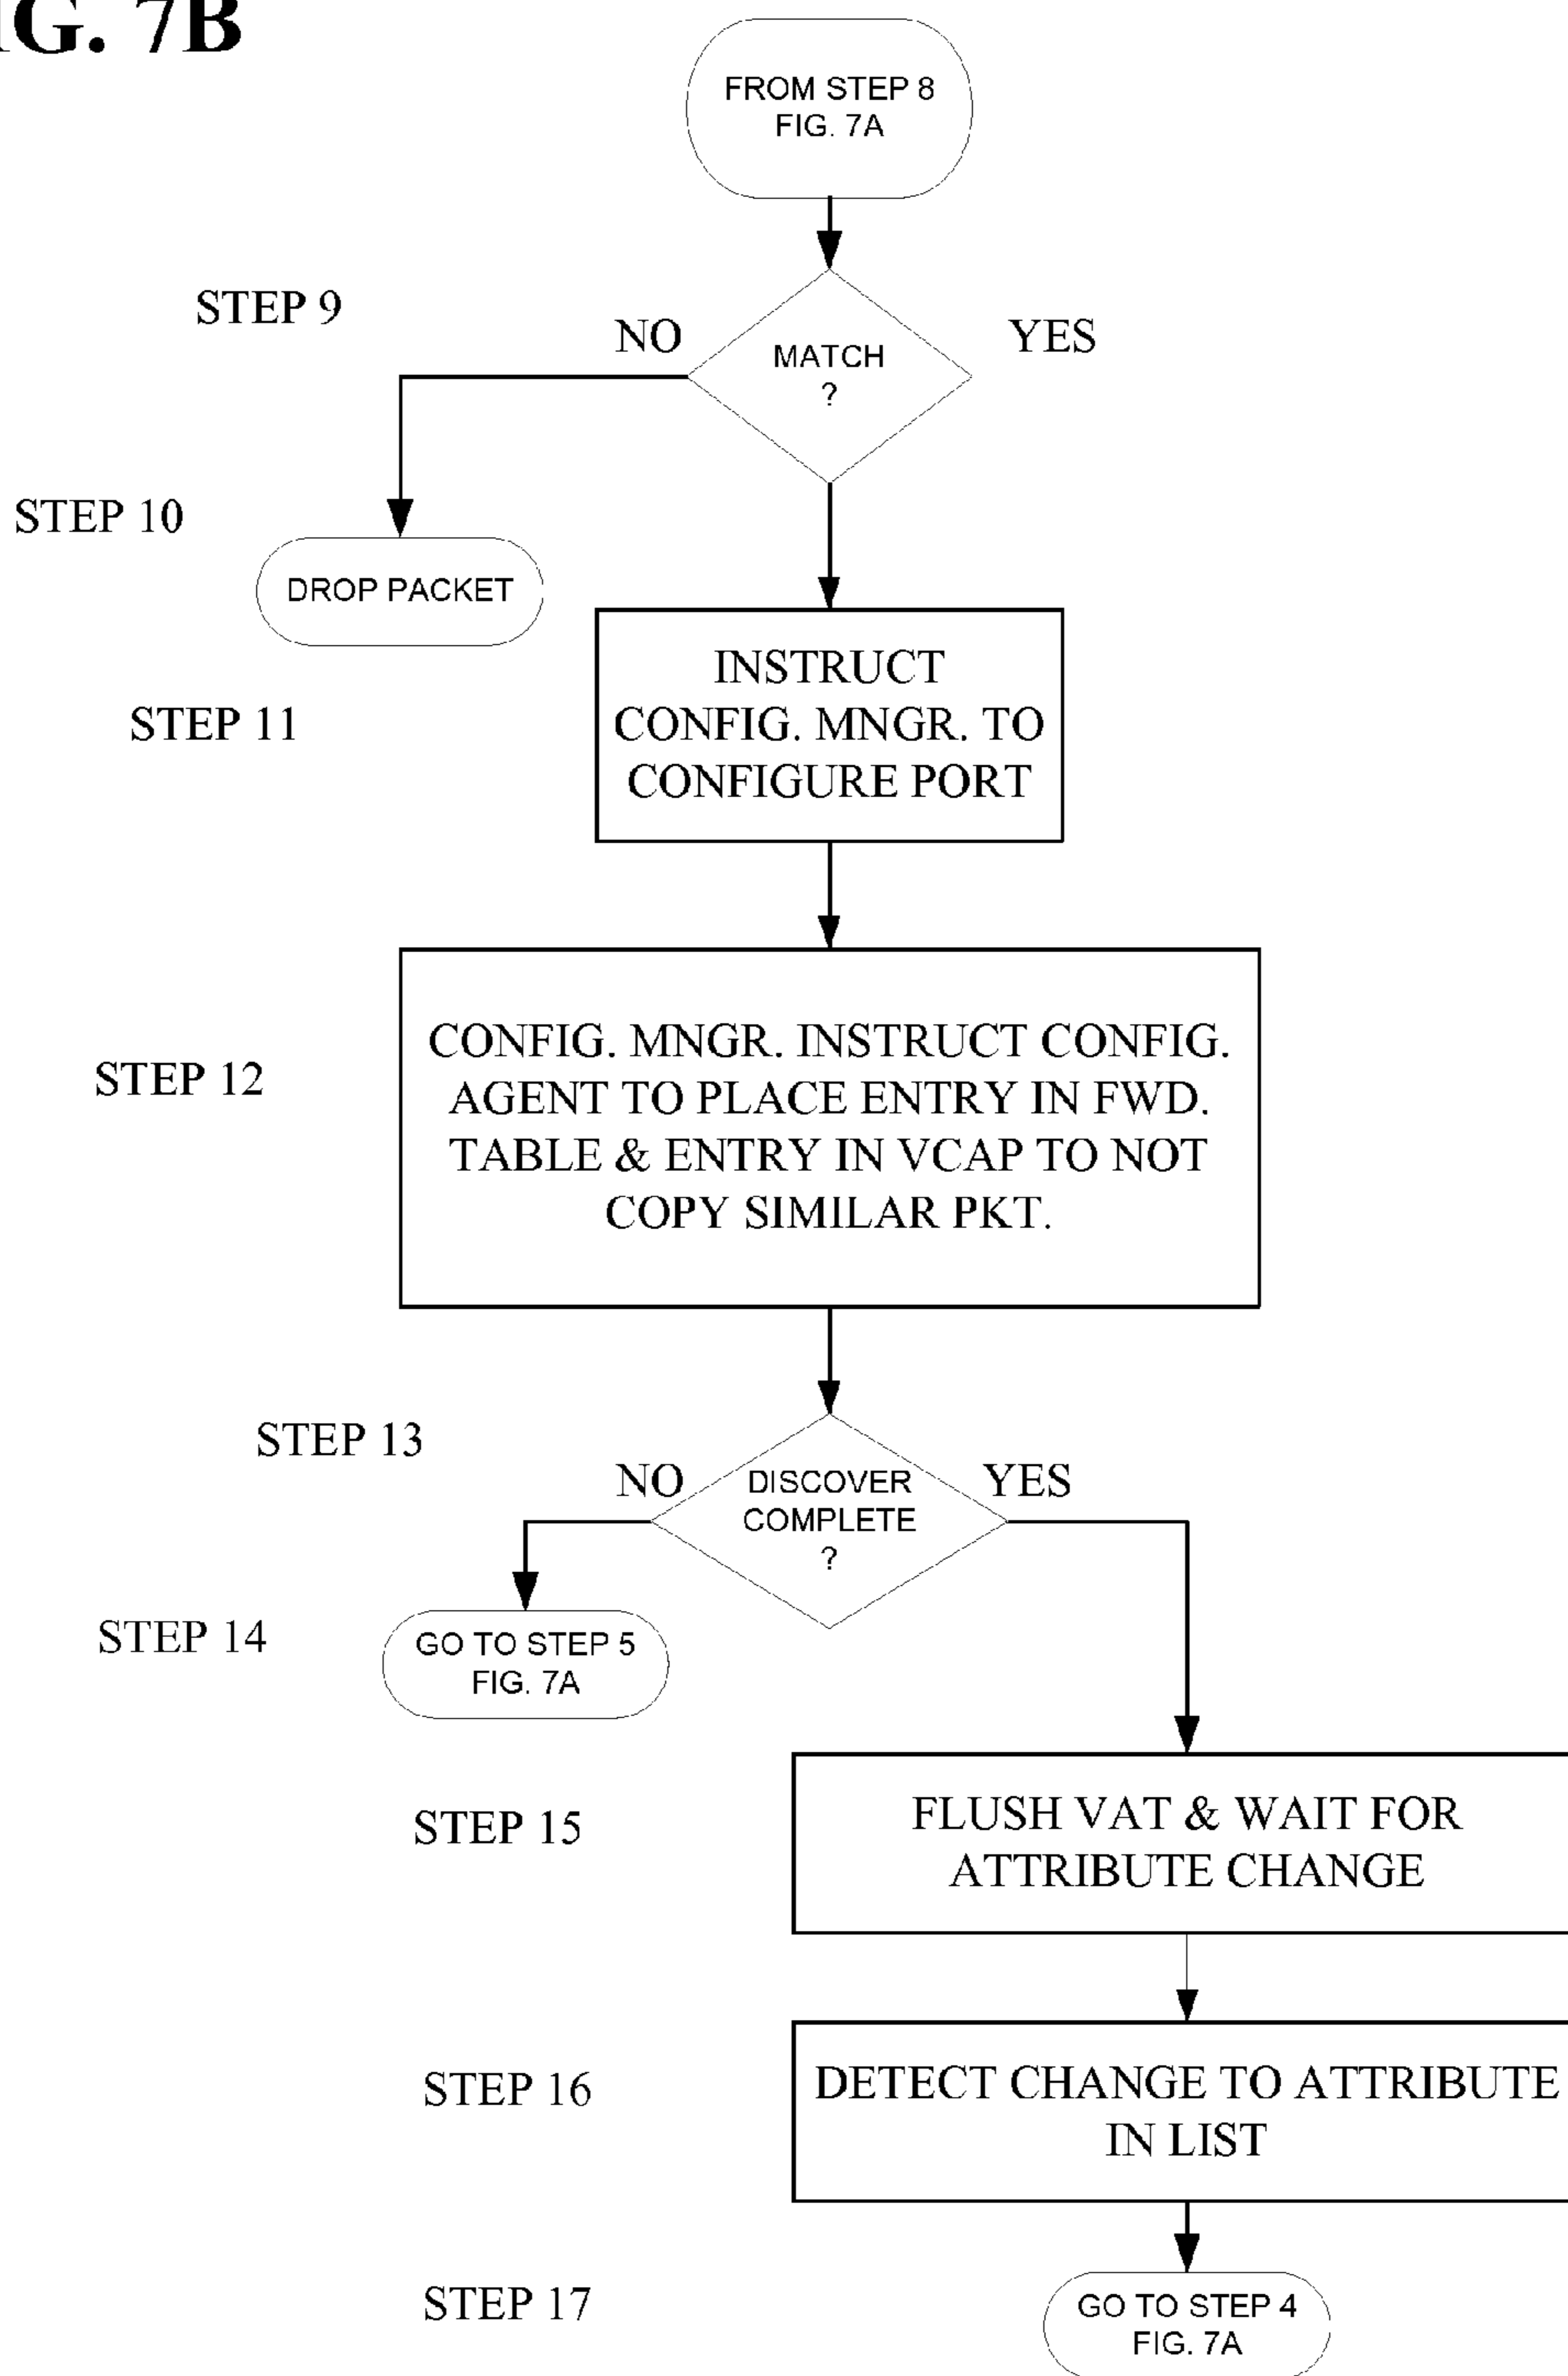 G. 7B
FROM STEP 8
FIG. 7A
STEP 9
NO
MATCH
?
YES
STEP 10
DROP PACKET
STEP 11
INSTRUCT
CONFIG. MNGR. TO
CONFIGURE PORT
STEP 12
CONFIG. MNGR. INSTRUCT CONFIG.
AGENT TO PLACE ENTRY IN FWD.
TABLE & ENTRY IN VCAP TO NOT
COPY SIMILAR PKT.
STEP 13
NO
DISCOVER
COMPLETE
?
YES
STEP 14
GO TO STEP 5
FIG. 7A
STEP 15
FLUSH VAT & WAIT FOR
ATTRIBUTE CHANGE
STEP 16
DETECT CHANGE TO ATTRIBUTE
IN LIST
STEP 17
GO TO STEP 4
FIG. 7A